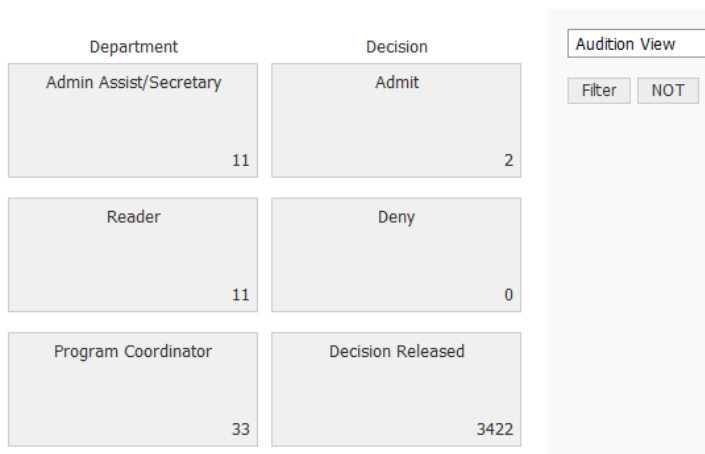 Department
Decision
Audition View
Admin Assist/Secretary
11
Admit
2
Filter
NOT
Reader
11
Deny
0
Program Coordinator
33
Decision Released
3422